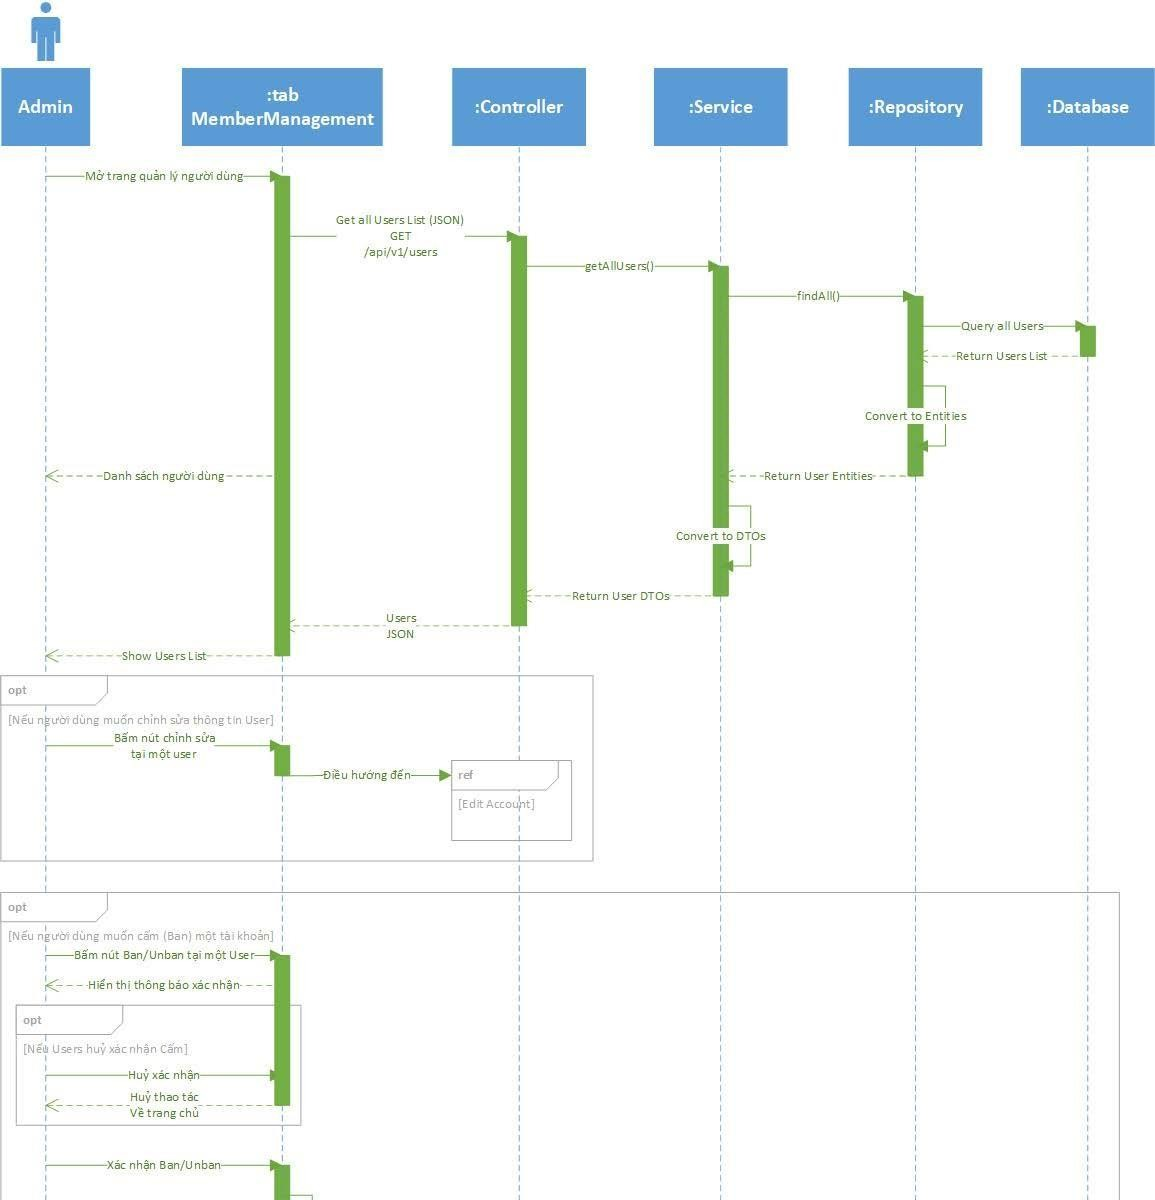 Admin
:tab
MemberManagement
:Controller
:Service
:Repository
:Database
Mở trang quản lý người dùng
Get all Users List (JSON)
GET
/api/v1/users
getAllUsers()
findAll()
Query all Users
Return Users List
Convert to Entities
Danh sách người dùng
Return User Entities
Convert to DTOs
Return User DTOs
Users
JSON
Show Users List
opt
[Nếu người dùng muốn chỉnh sửa thông tin User]
Bấm nút chỉnh sửa
tại một user
Điều hướng đến
ref
[Edit Account]
opt
[Nếu người dùng muốn cấm (Ban) một tài khoản]
Bấm nút Ban/Unban tại một User
Hiển thị thông báo xác nhận
opt
[Nếu Users huỷ xác nhận Cấm]
Huỷ xác nhận
Huỷ thao tác
Về trang chủ
Xác nhận Ban/Unban